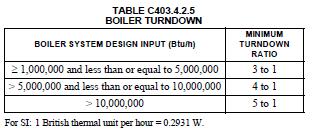 TABLE C403.4.2.5
BOILER TURNDOWN
BOILER SYSTEM DESIGN INPUT (Btu/h)
MINIMUM
TURNDOWN
RATIO
≥ 1,000,000 and less than or equal to 5,000,000
3 to 1
> 5,000,000 and less than or equal to 10,000,000
4 to 1
> 10,000,000
5 to 1
For SI: 1 British thermal unit per hour = 0.2931 W.